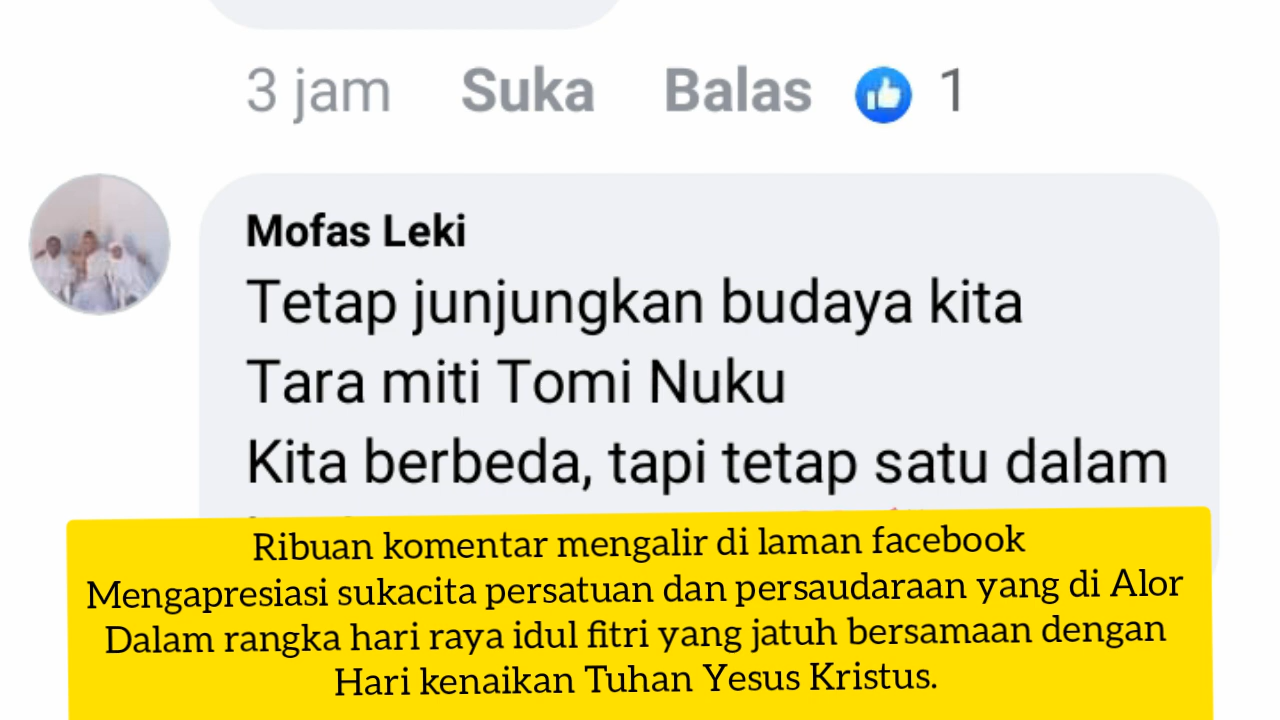 3 jam Suka Balas 1
Mofas Leki
Tetap junjungkan budaya kita
Tara miti Tomi Nuku
Kita berbeda, tapi tetap satu dalam
Ribuan komentar mengalir di laman facebook
Mengapresiasi sukacita persatuan dan persaudaraan yang di Alor
Dalam rangka hari raya idul fitri yang jatuh bersamaan dengan
Hari kenaikan Tuhan Yesus Kristus.